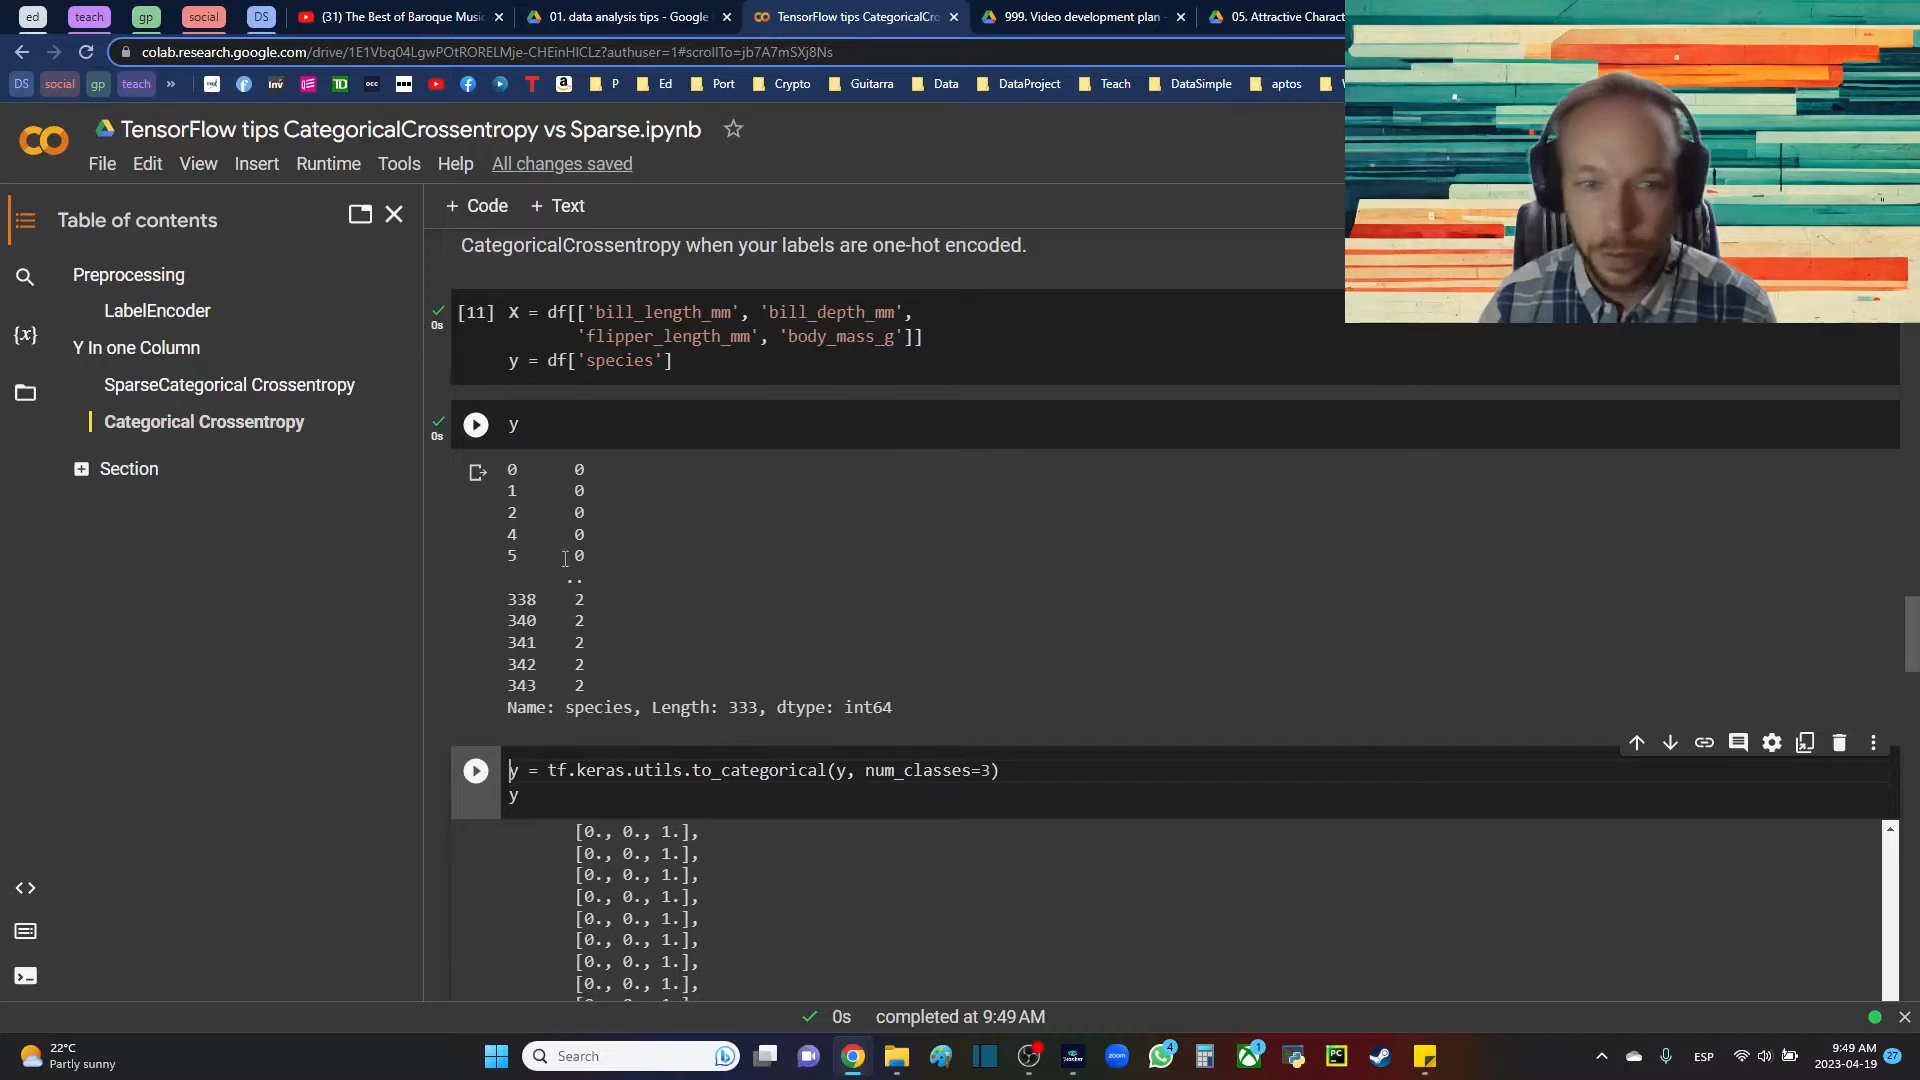 ed
teach
gp
social
DS
(31) The Best of Baroque Music
01. data analysis tips - Google
TensorFlow tips CategoricalCro
999. Video development plan -
05. Attractive Charact
colab.research.google.com/drive/1E1Vbq04LgwPOtRORELMje-CHEinHlCLz?authuser=1#scrollTo=jb7A7mSXj8Ns
DS
social
gp
teach
»
P
Ed
Port
Crypto
Guitarra
Data
DataProject
Teach
DataSimple
aptos
TensorFlow tips CategoricalCrossentropy vs Sparse.ipynb
File Edit View Insert Runtime Tools Help All changes saved
Table of contents
+ Code + Text
CategoricalCrossentropy when your labels are one-hot encoded.
Preprocessing
LabelEncoder
Y In one Column
SparseCategorical Crossentropy
Categorical Crossentropy
Section
{x}
0s
[11] X = df[['bill_length_mm', 'bill_depth_mm',
'flipper_length_mm', 'body_mass_g']]
y = df['species']
0s
y
0 0
1 0
2 0
4 0
5 0
..
338 2
340 2
341 2
342 2
343 2
Name: species, Length: 333, dtype: int64
y = tf.keras.utils.to_categorical(y, num_classes=3)
y
[0., 0., 1.],
[0., 0., 1.],
[0., 0., 1.],
[0., 0., 1.],
[0., 0., 1.],
[0., 0., 1.],
[0., 0., 1.],
[0., 0., 1.],
0s completed at 9:49 AM
22°C
Partly sunny
Search
4
1
PC
zoom
ESP
9:49 AM
2023-04-19
27